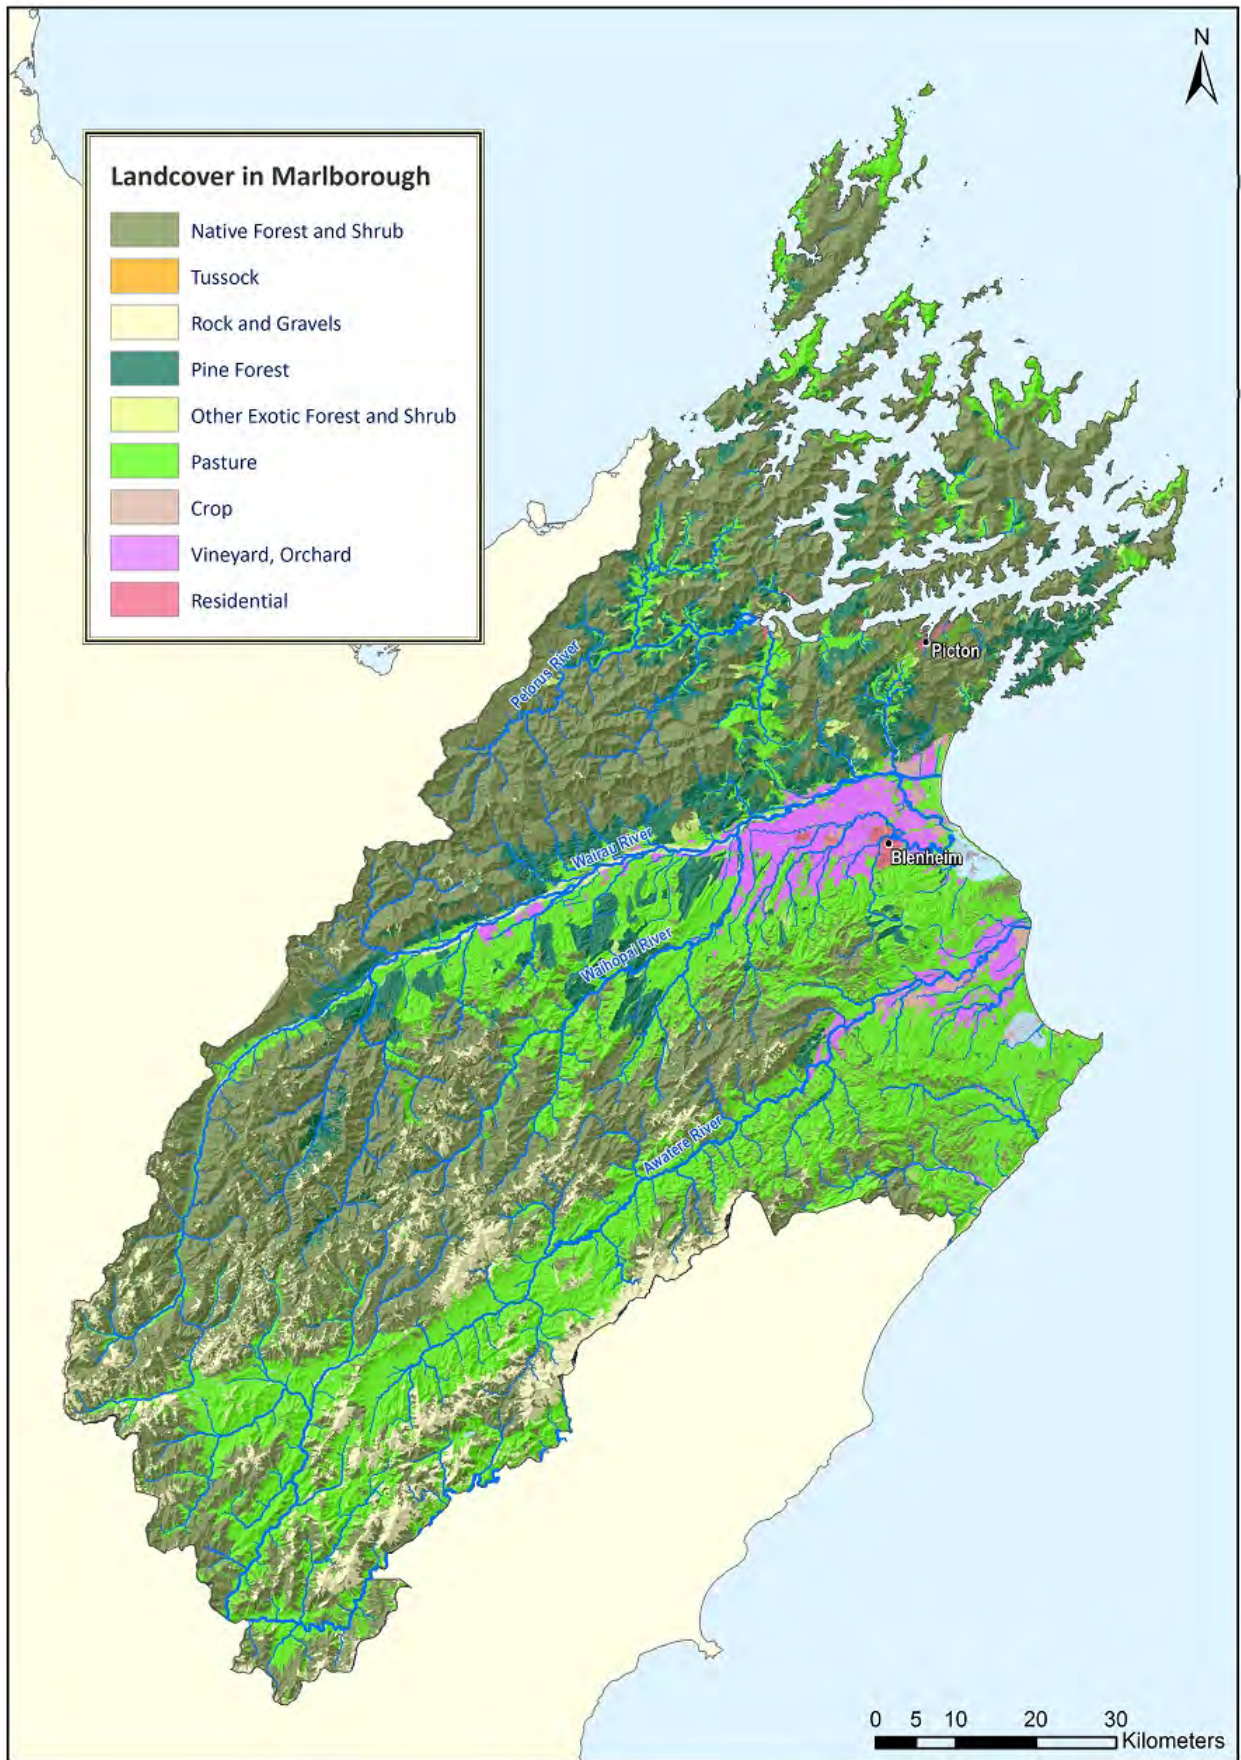 N
Landcover in Marlborough
Native Forest and Shrub
Tussock
Rock and Gravels
Pine Forest
Other Exotic Forest and Shrub
Pasture
Crop
Vineyard, Orchard
Residential
Picton
Pelorus River
Wairau River
Blenheim
Waihopai River
Awatere River
0 5 10 20 30
Kilometers